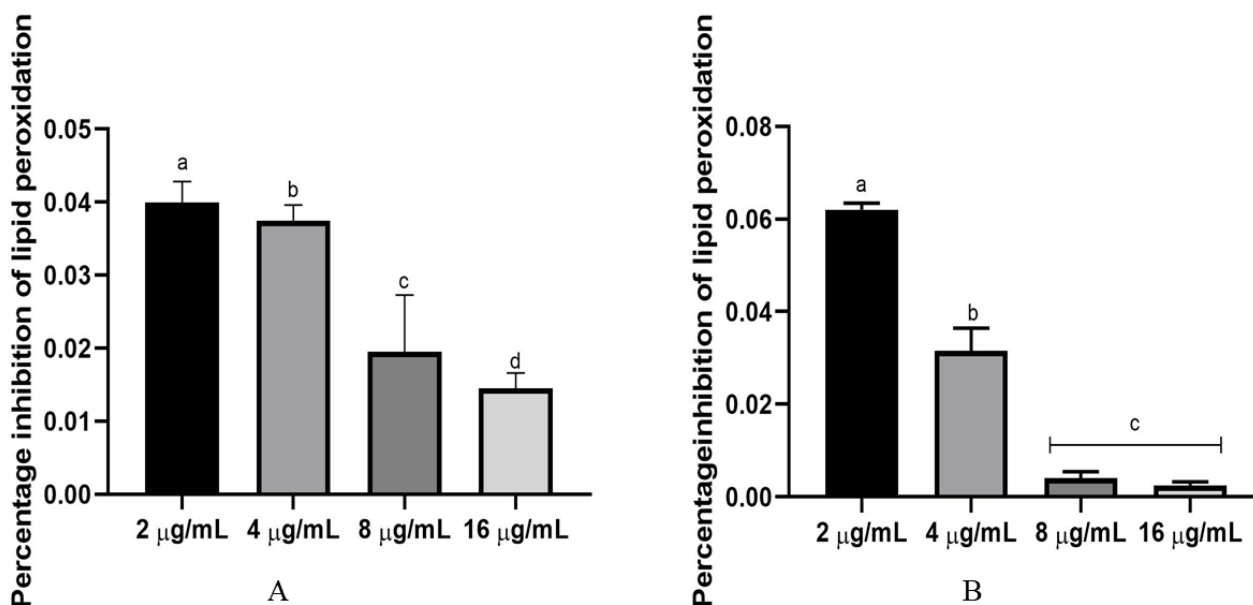 Percentage inhibition of lipid peroxidation
0.05
0.04
0.03
0.02
0.01
0.00
a
b
c
d
2 μg/mL 4 μg/mL 8 μg/mL 16 μg/mL
A
Percentageinhibition of lipid peroxidation
0.08
0.06
0.04
0.02
0.00
a
b
c
2 μg/mL 4 μg/mL 8 μg/mL 16 μg/mL
B